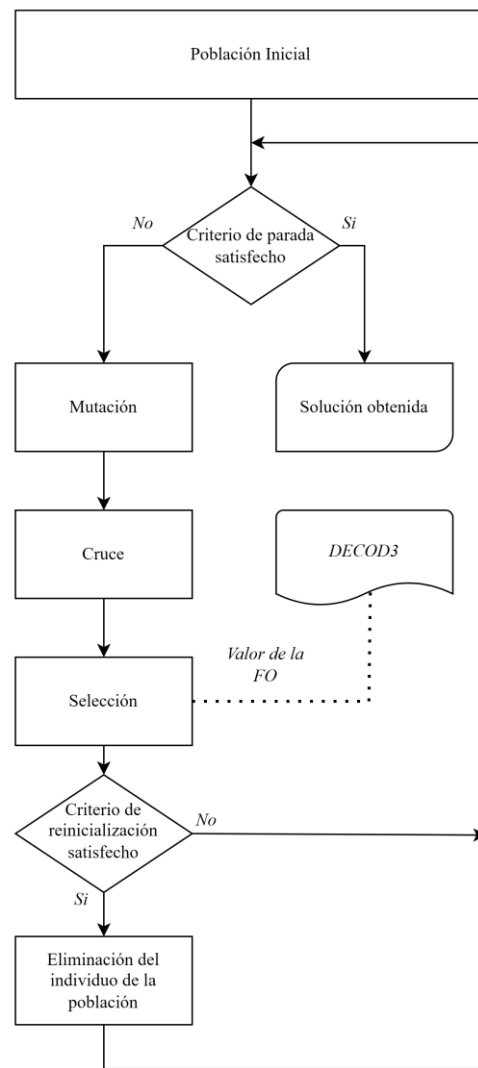 Población Inicial
No
Si
Criterio de parada
satisfecho
Mutación
Solución obtenida
Cruce
DECOD3
Valor de la
FO
Selección
Criterio de
reinicialización
satisfecho
No
Si
Eliminación del
individuo de la
población